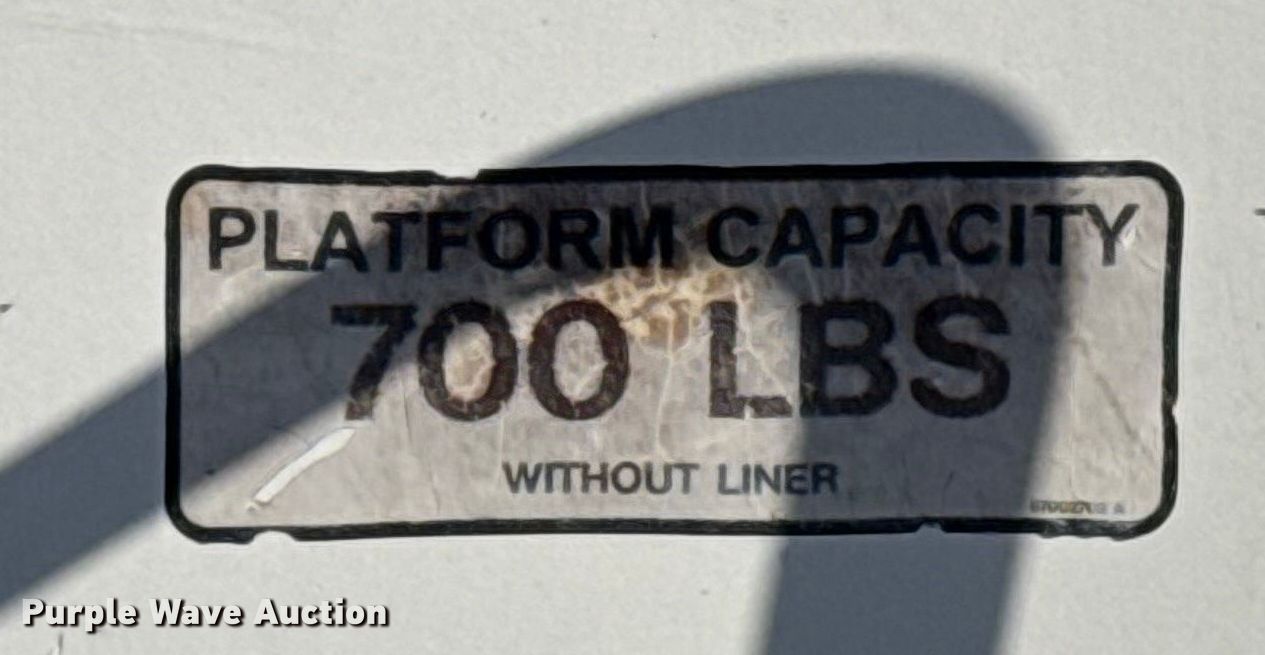 PLATFORM CAPACITY
700 LBS
WITHOUT LINER
Purple Wave Auction